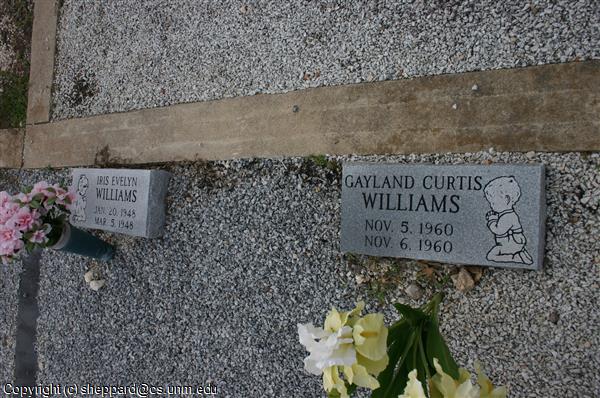 IRIS EVELYN
WILLIAMS
JAN. 20. 1948
MAR. 5. 1948
GAYLAND CURTIS
WILLIAMS
NOV. 5. 1960
NOV. 6. 1960
Copyright (c) sheppard@cs.unm.edu